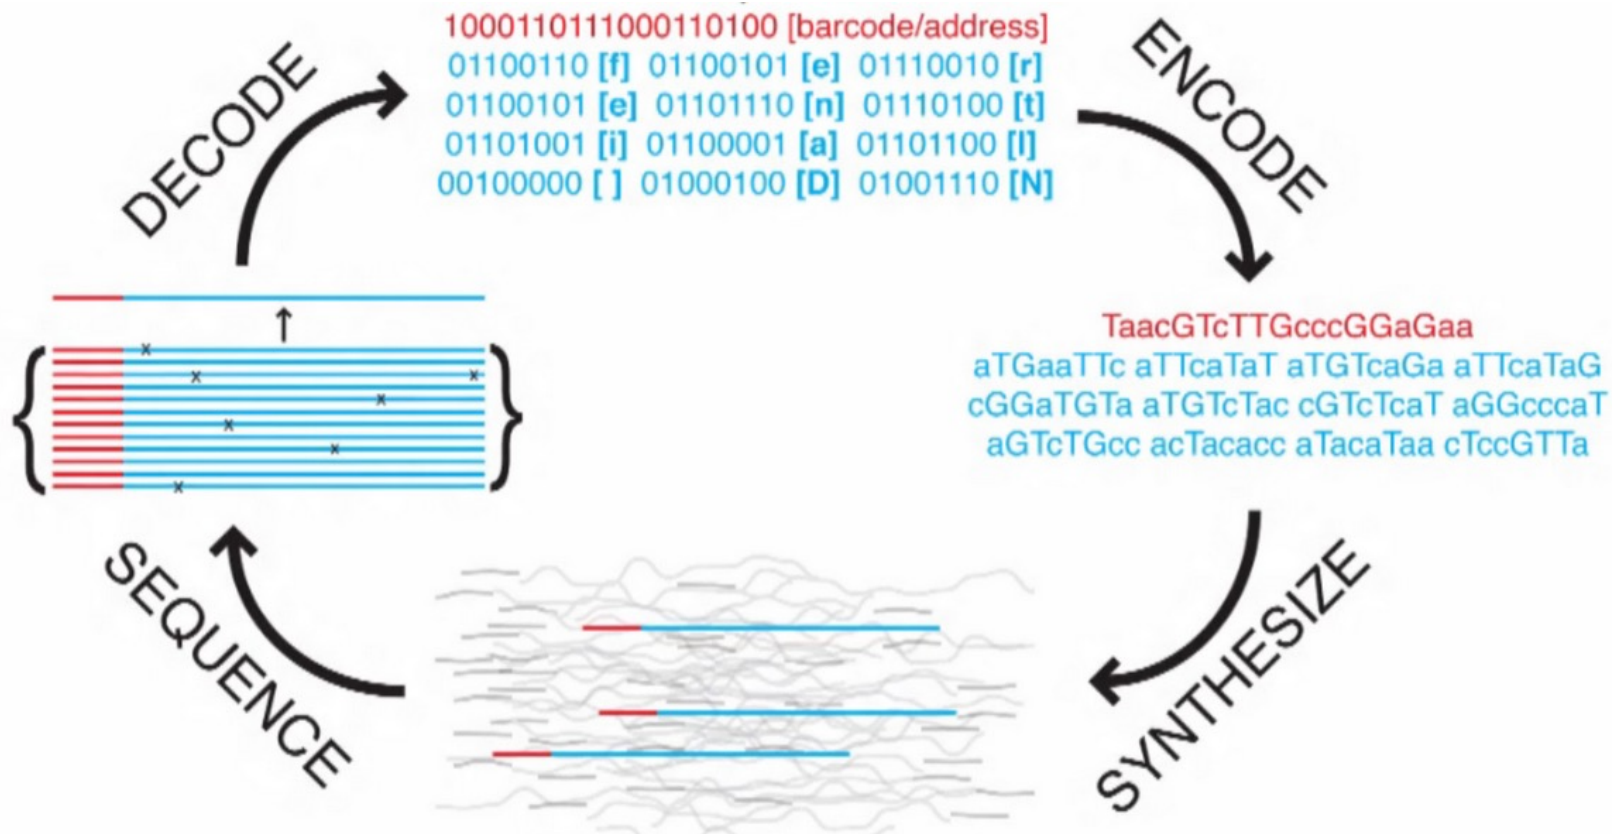 1000110111000110100 [barcode/address]
01100110 [f] 01100101 [e] 01110010 [r]
01100101 [e] 01101110 [n] 01110100 [t]
01101001 [i] 01100001 [a] 01101100 [l]
00100000 [ ] 01000100 [D] 01001110 [N]
DECODE
ENCODE
TaacGTcTTGcccGGaGaa
aTGaaTTc aTTcaTaT aTGTcaGa aTTcaTaG
cGGaTGTa aTGTcTac cGTcTcaT aGGcccaT
aGTcTGcc acTacacc aTacaTaa cTccGTTa
x
x x
x
x
x
x
SEQUENCE
SYNTHESIZE